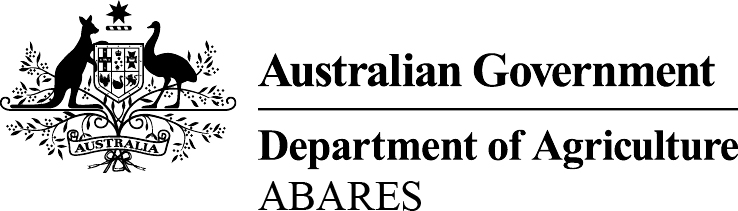 AUSTRALIA
Australian Government
Department of Agriculture
ABARES